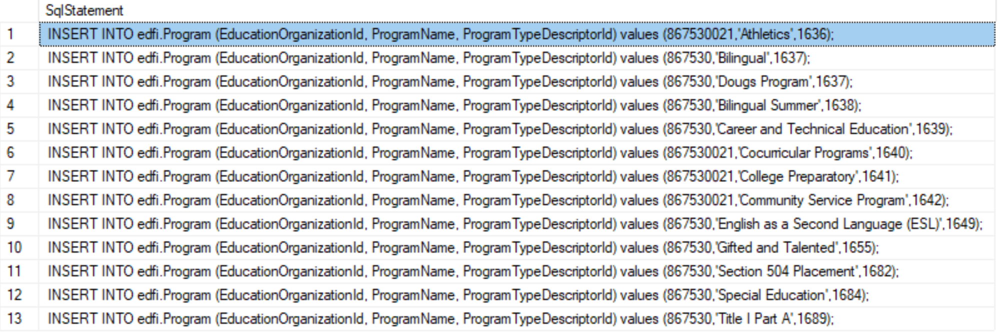 SqlStatement
1 INSERT INTO edfi.Program (EducationOrganizationId, ProgramName, ProgramTypeDescriptorId) values (867530021,'Athletics',1636);
2 INSERT INTO edfi.Program (EducationOrganizationId, ProgramName, ProgramTypeDescriptorId) values (867530,'Bilingual',1637);
3 INSERT INTO edfi.Program (EducationOrganizationId, ProgramName, ProgramTypeDescriptorId) values (867530,'Dougs Program',1637);
4 INSERT INTO edfi.Program (EducationOrganizationId, ProgramName, ProgramTypeDescriptorId) values (867530,'Bilingual Summer',1638);
5 INSERT INTO edfi.Program (EducationOrganizationId, ProgramName, ProgramTypeDescriptorId) values (867530,'Career and Technical Education',1639);
6 INSERT INTO edfi.Program (EducationOrganizationId, ProgramName, ProgramTypeDescriptorId) values (867530021,'Cocurricular Programs',1640);
7 INSERT INTO edfi.Program (EducationOrganizationId, ProgramName, ProgramTypeDescriptorId) values (867530021,'College Preparatory',1641);
8 INSERT INTO edfi.Program (EducationOrganizationId, ProgramName, ProgramTypeDescriptorId) values (867530021,'Community Service Program',1642);
9 INSERT INTO edfi.Program (EducationOrganizationId, ProgramName, ProgramTypeDescriptorId) values (867530,'English as a Second Language (ESL)',1649);
10 INSERT INTO edfi.Program (EducationOrganizationId, ProgramName, ProgramTypeDescriptorId) values (867530,'Gifted and Talented',1655);
11 INSERT INTO edfi.Program (EducationOrganizationId, ProgramName, ProgramTypeDescriptorId) values (867530,'Section 504 Placement',1682);
12 INSERT INTO edfi.Program (EducationOrganizationId, ProgramName, ProgramTypeDescriptorId) values (867530,'Special Education',1684);
13 INSERT INTO edfi.Program (EducationOrganizationId, ProgramName, ProgramTypeDescriptorId) values (867530,'Title I Part A',1689);